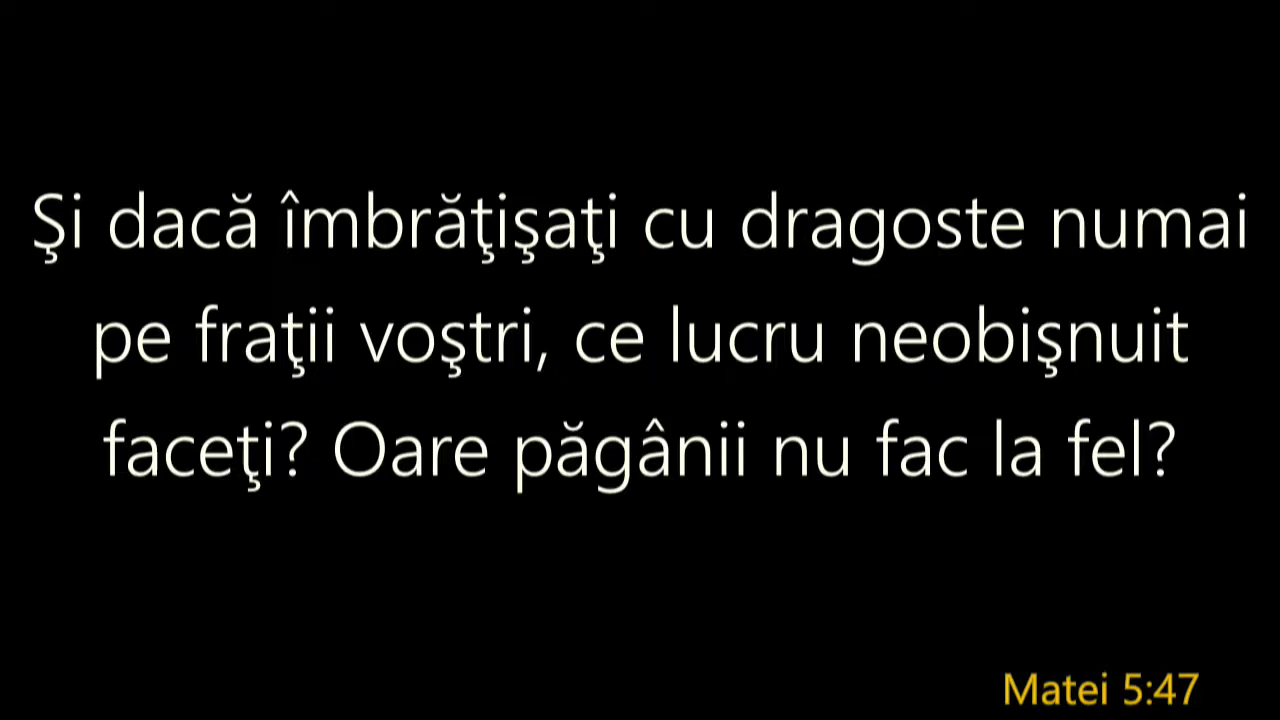 Şi dacă îmbrăţişaţi cu dragoste numai
pe fraţii voştri, ce lucru neobişnuit
faceţi? Oare păgânii nu fac la fel?
Matei 5:47